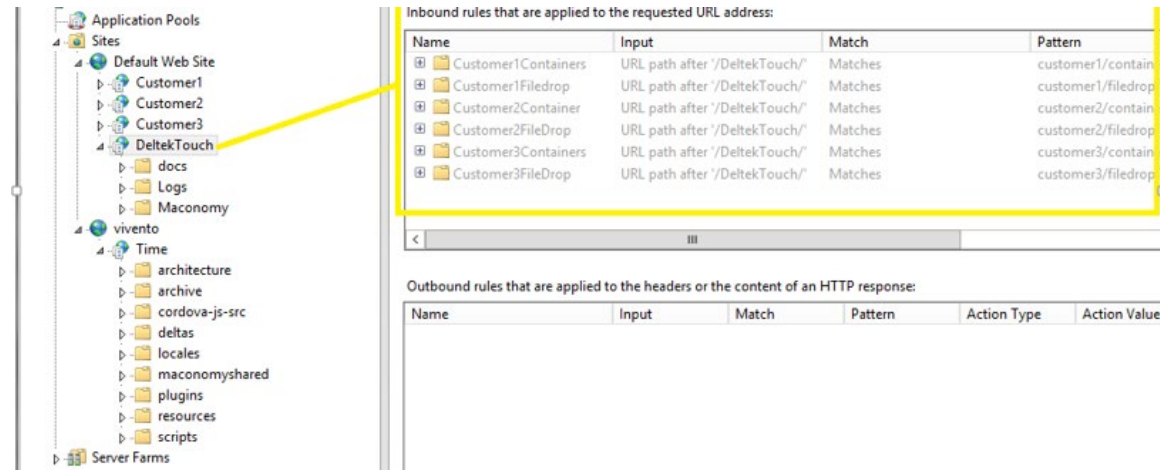 Application Pools
Sites
Default Web Site
Customer1
Customer2
Customer3
DeltekTouch
docs
Logs
Maconomy
vivento
Time
architecture
archive
cordova-js-src
deltas
locales
maconomyshared
plugins
resources
scripts
Server Farms
Inbound rules that are applied to the requested URL address:
Name Input Match Pattern
Customer1Containers URL path after '/DeltekTouch/' Matches customer1/contain
Customer1Filedrop URL path after '/DeltekTouch/' Matches customer1/filedrop
Customer2Container URL path after '/DeltekTouch/' Matches customer2/contain
Customer2FileDrop URL path after '/DeltekTouch/' Matches customer2/filedrop
Customer3Containers URL path after '/DeltekTouch/' Matches customer3/contain
Customer3FileDrop URL path after '/DeltekTouch/' Matches customer3/filedrop
Outbound rules that are applied to the headers or the content of an HTTP response:
Name Input Match Pattern Action Type Action Value